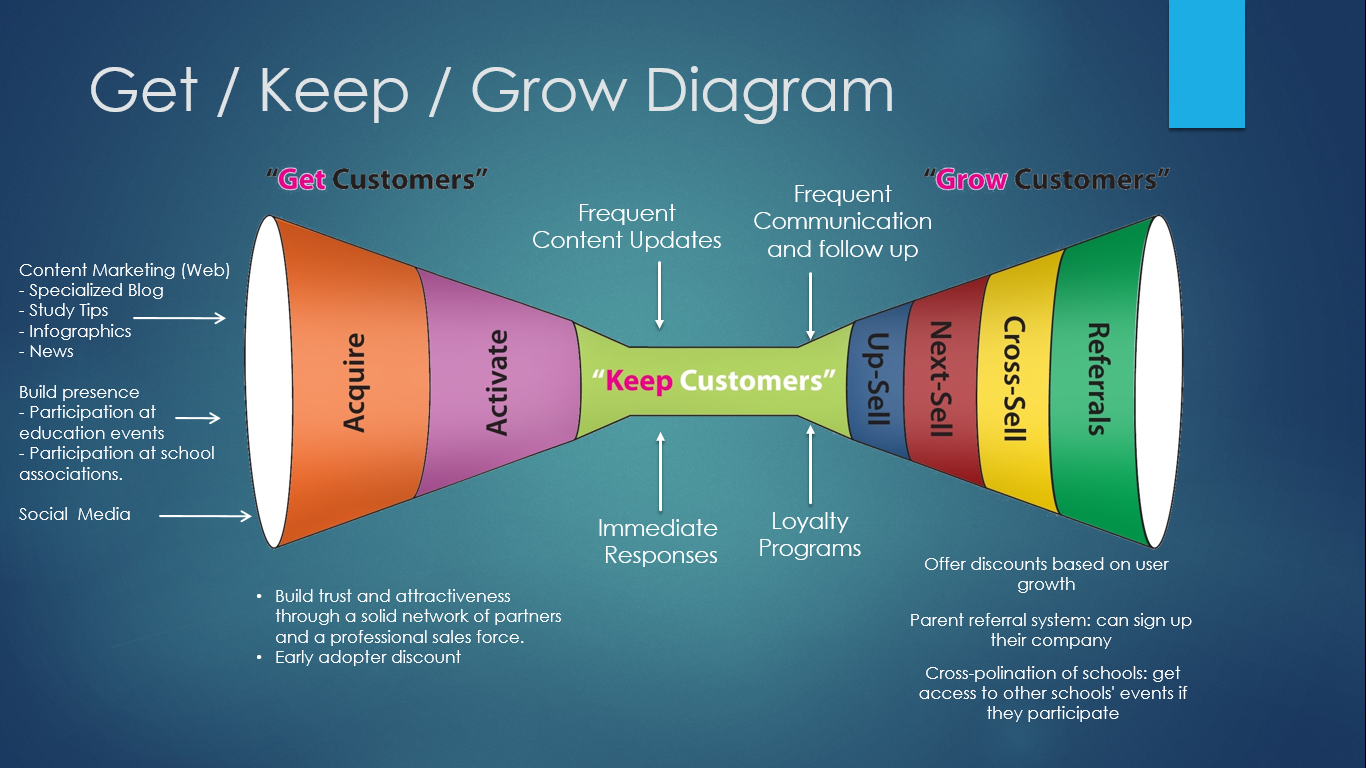 Get / Keep / Grow Diagram
“Get Customers”
“Grow Customers”
Frequent
Content Updates
Frequent
Communication
and follow up
Content Marketing (Web)
- Specialized Blog
- Study Tips
- Infographics
- News
Build presence
- Participation at
education events
- Participation at school
associations.
Social  Media
Acquire
Activate
“Keep Customers”
Up-Sell
Next-Sell
Cross-Sell
Referrals
Immediate
Responses
Loyalty
Programs
• Build trust and attractiveness
through a solid network of partners
and a professional sales force.
• Early adopter discount
Offer discounts based on user
growth
Parent referral system: can sign up
their company
Cross-polination of schools: get
access to other schools' events if
they participate